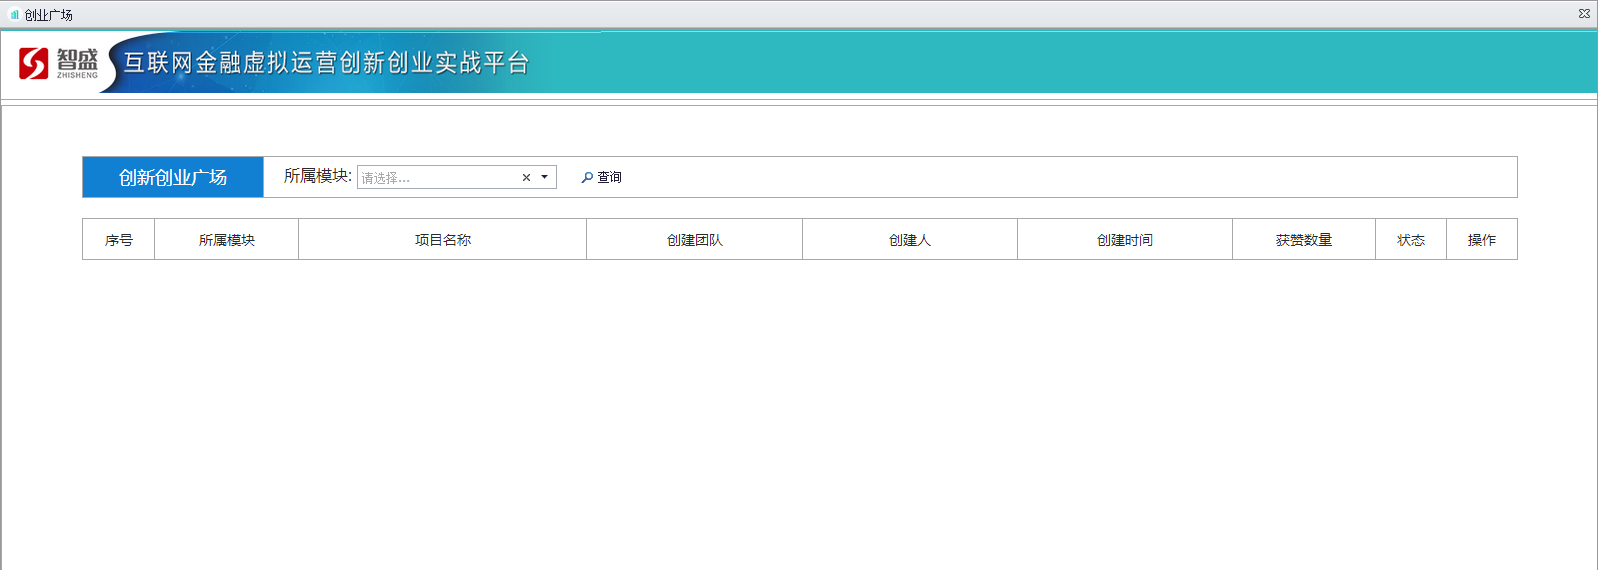 创业广场
智盛
ZHISHENG
互联网金融虚拟运营创新创业实战平台
创新创业广场 所属模块: 请选择... 查询
序号 所属模块 项目名称 创建团队 创建人 创建时间 获赞数量 状态 操作